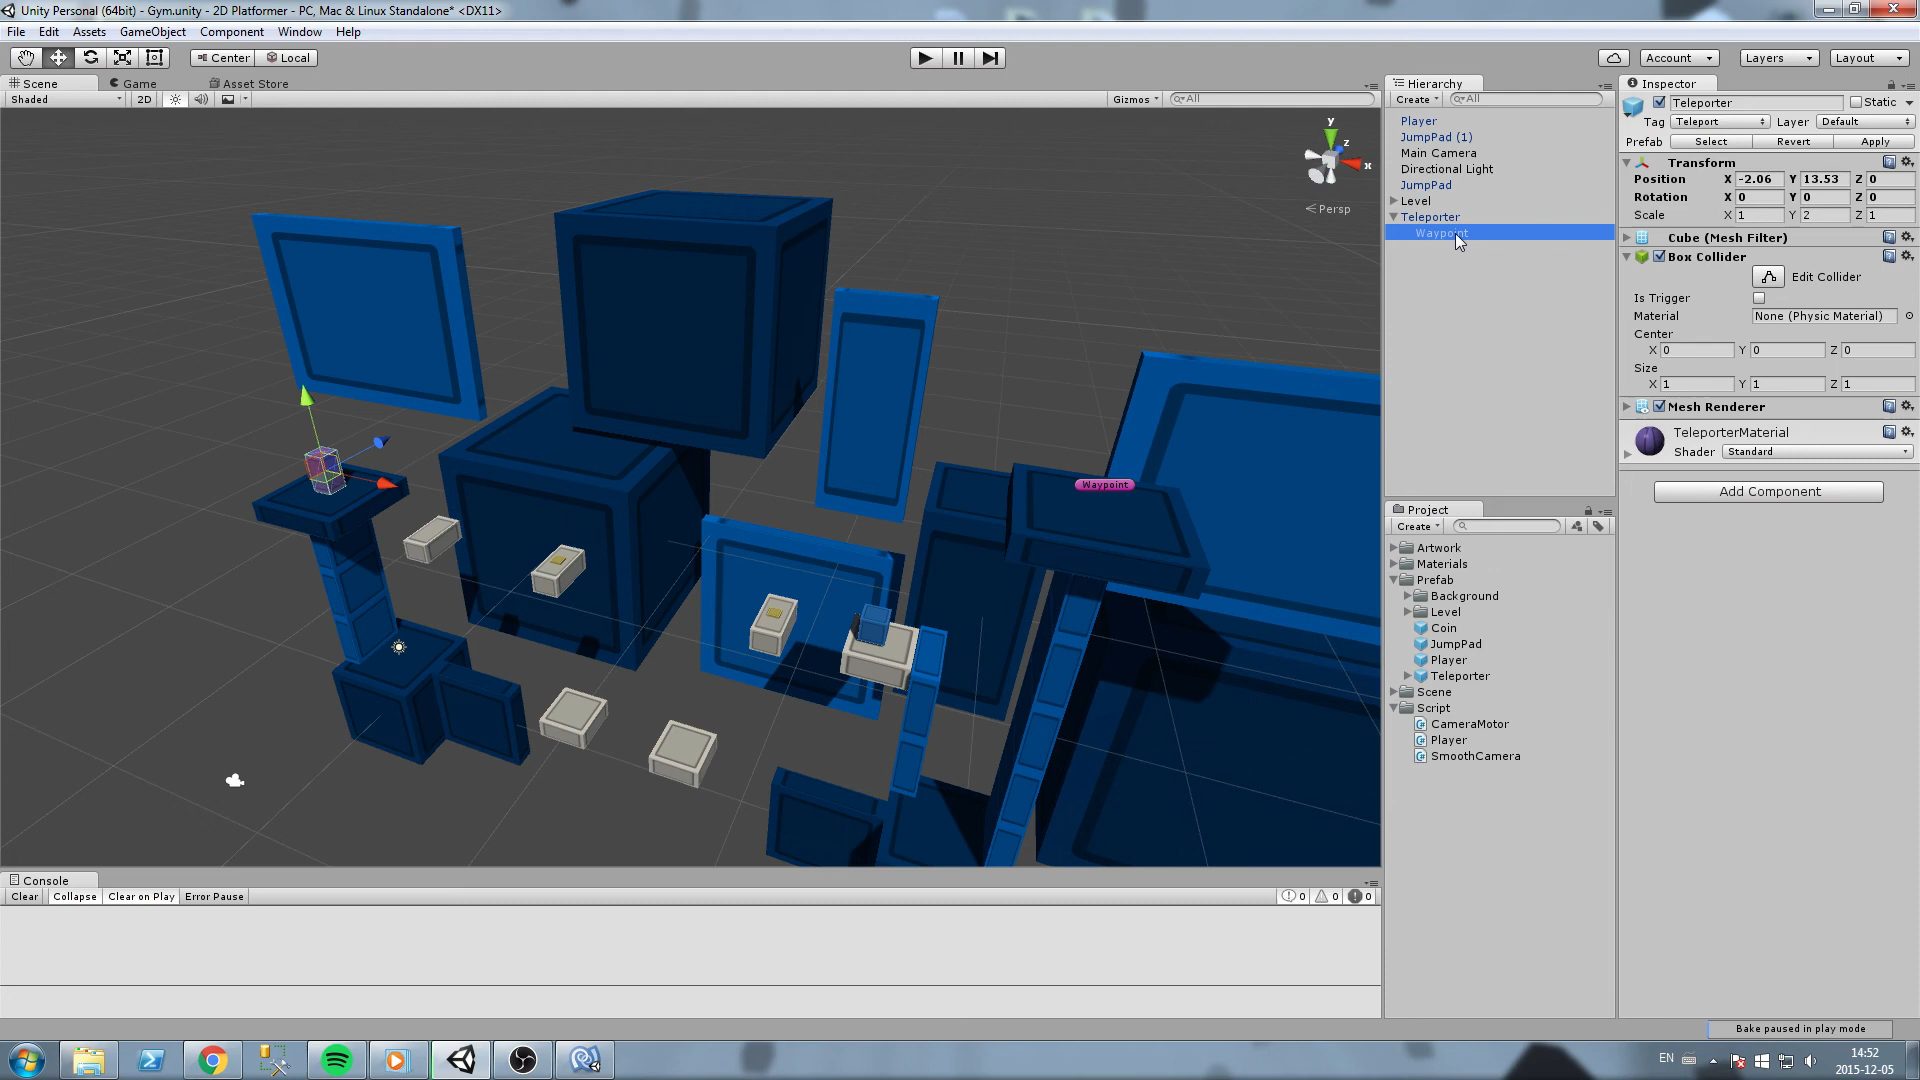 Unity Personal (64bit) - Gym.unity - 2D Platformer - PC, Mac & Linux Standalone* <DX11>
File Edit Assets GameObject Component Window Help
Center Local Account Layers Layout
Scene Game Asset Store
Shaded 2D Gizmos All
y
z
x
Persp
Waypoint
Hierarchy
Create All
Player
JumpPad (1)
Main Camera
Directional Light
JumpPad
Level
Teleporter
Waypoint
Project
Create
Artwork
Materials
Prefab
Background
Level
Coin
JumpPad
Player
Teleporter
Scene
Script
CameraMotor
Player
SmoothCamera
Inspector
Teleporter Static
Tag Teleport Layer Default
Prefab Select Revert Apply
Transform
Position X -2.06 Y 13.53 Z 0
Rotation X 0 Y 0 Z 0
Scale X 1 Y 2 Z 1
Cube (Mesh Filter)
Box Collider
Edit Collider
Is Trigger
Material None (Physic Material)
Center
X 0 Y 0 Z 0
Size
X 1 Y 1 Z 1
Mesh Renderer
TeleporterMaterial
Shader Standard
Add Component
Console
Clear Collapse Clear on Play Error Pause 0 0 0
Bake paused in play mode
EN 14:52
2015-12-05